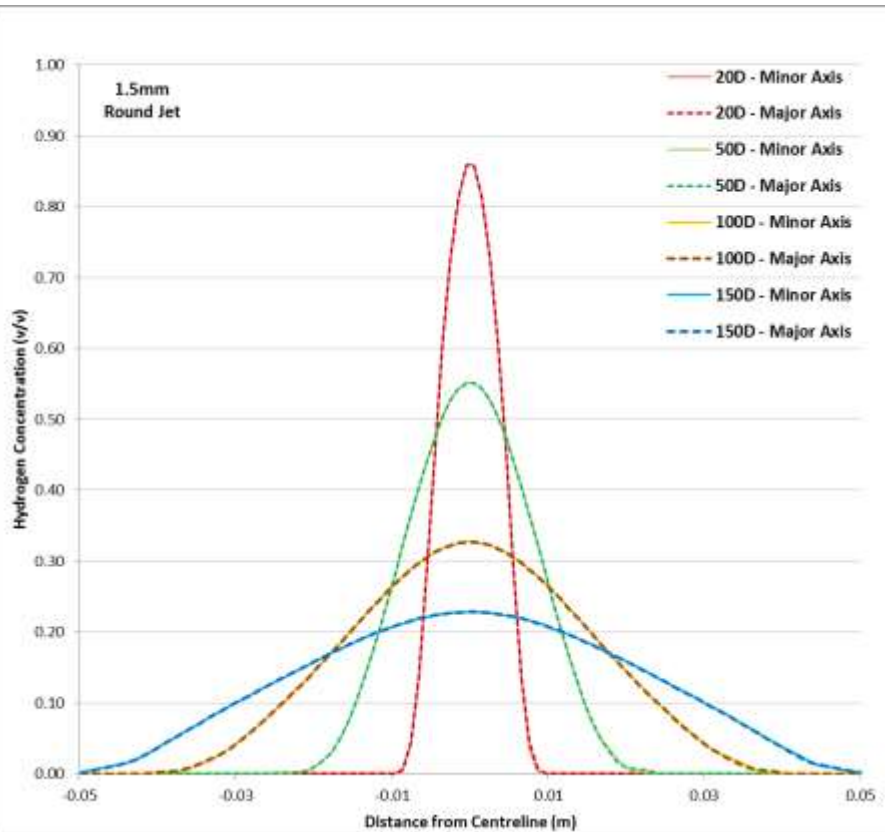 1.00
0.90
0.80
0.70
0.60
0.50
0.40
0.30
0.20
0.10
0.00
Hydrogen Concentration (v/v)
1.5mm
Round Jet
20D - Minor Axis
20D - Major Axis
50D - Minor Axis
50D - Major Axis
100D - Minor Axis
100D - Major Axis
150D - Minor Axis
150D - Major Axis
-0.05 -0.03 -0.01 0.01 0.03 0.05
Distance from Centreline (m)